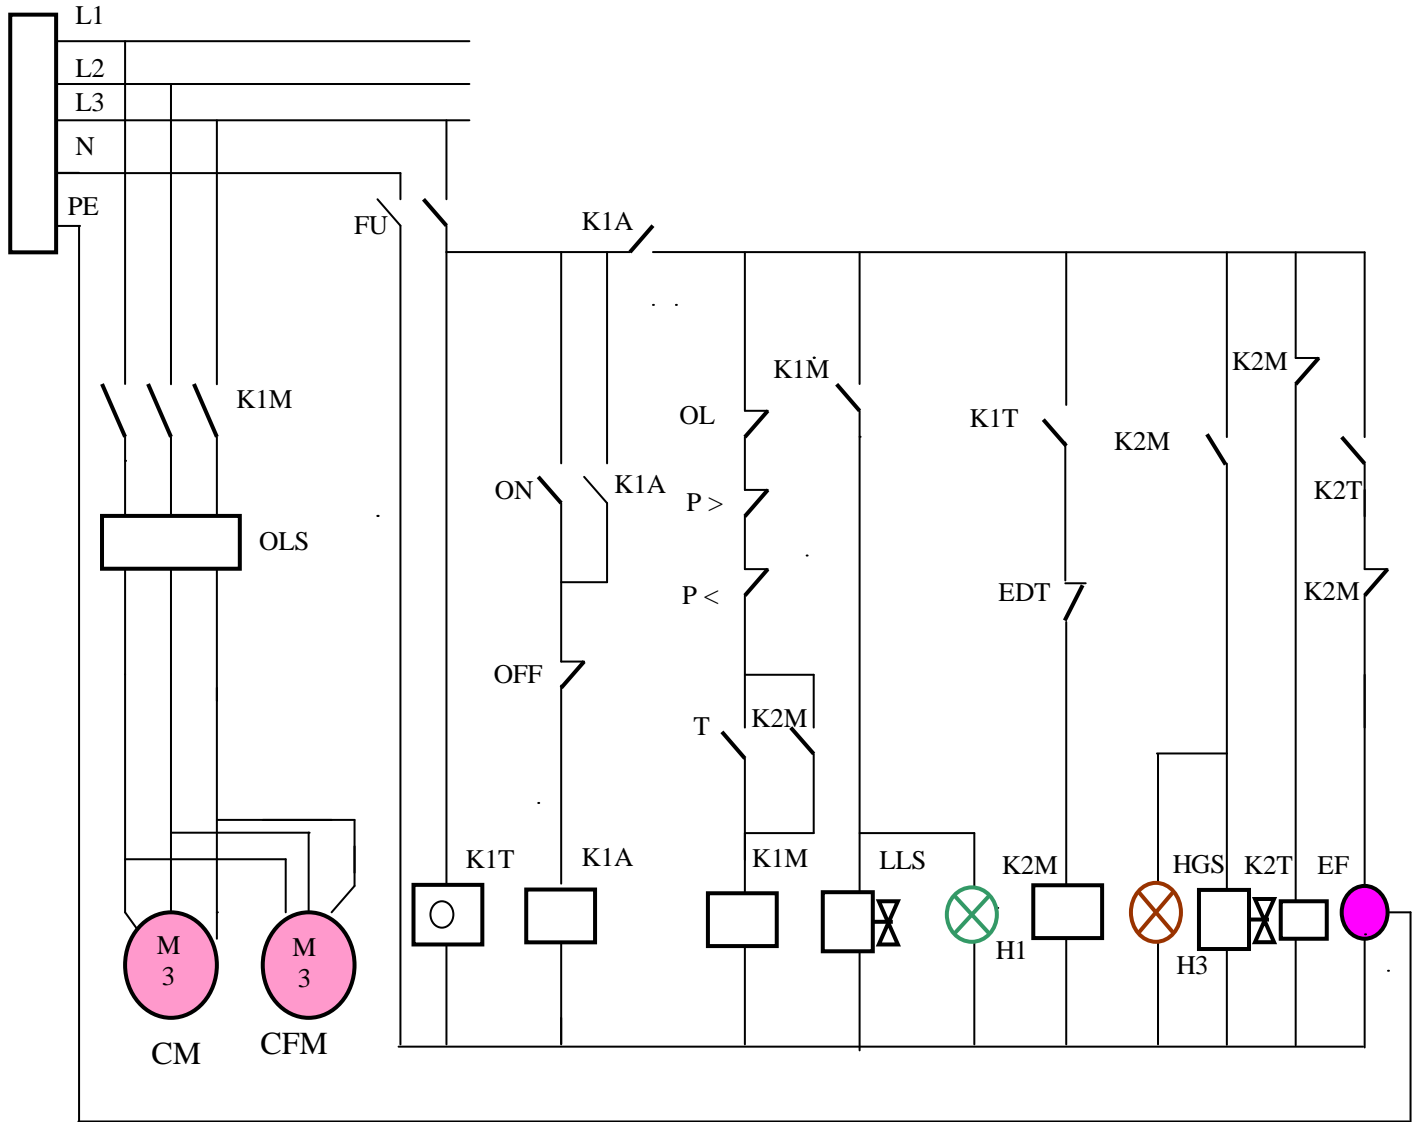 L1
L2
L3
N
PE
FU
K1A
K1M
K2M
K1M
OL
K1T
K2M
ON
K1A
P >
K2T
OLS
P <
EDT
K2M
OFF
T
K2M
K1T
K1A
K1M
LLS
K2M
HGS
K2T
EF
M
3
M
3
H1
H3
CM
CFM